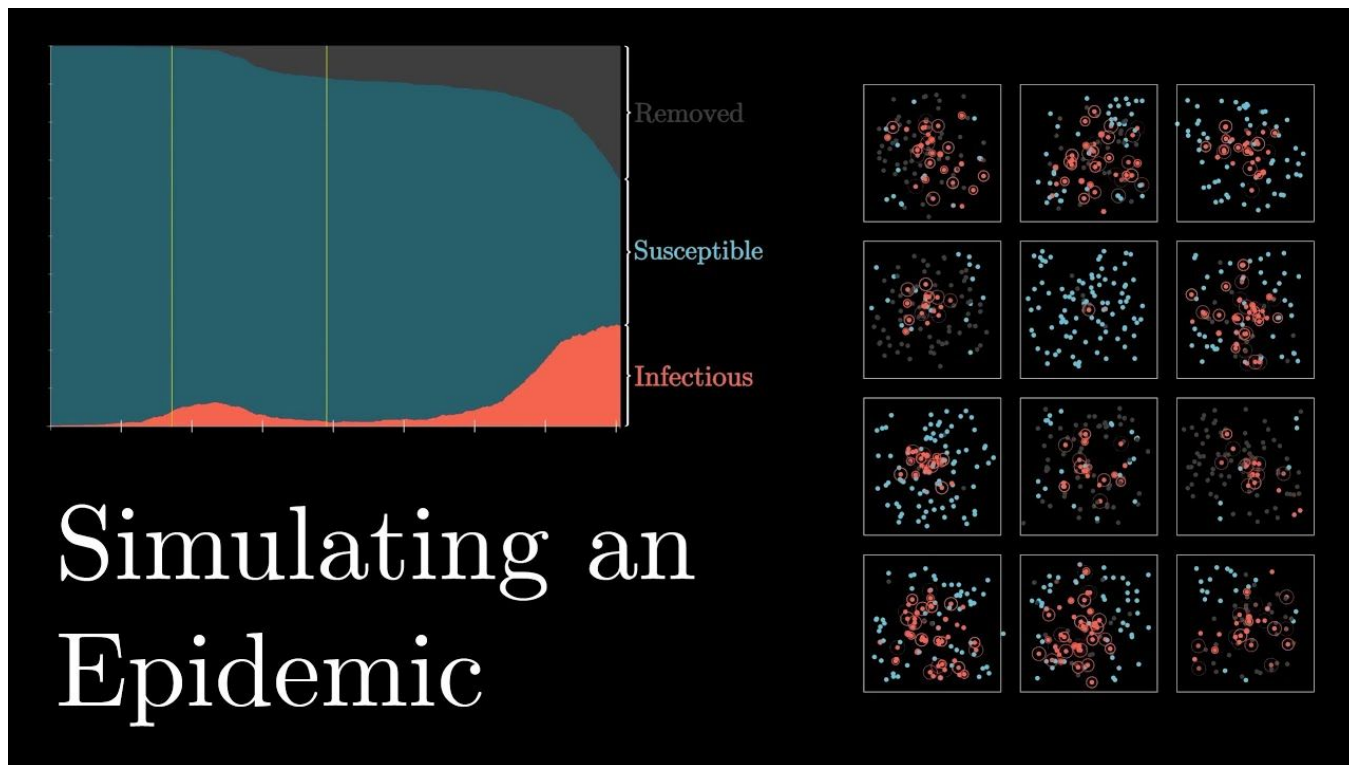 Removed
Susceptible
Infectious
Simulating an
Epidemic